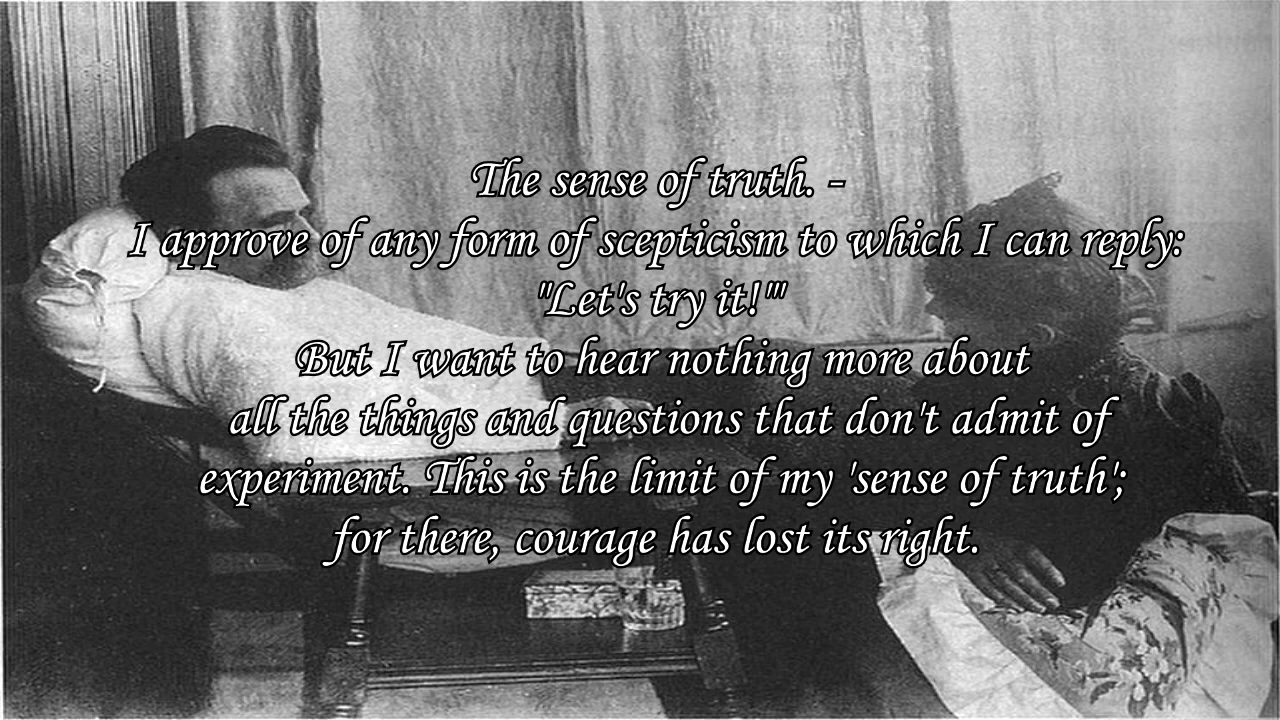 The sense of truth. -
I approve of any form of scepticism to which I can reply:
"Let's try it!'"
But I want to hear nothing more about
all the things and questions that don't admit of
experiment. This is the limit of my 'sense of truth';
for there, courage has lost its right.